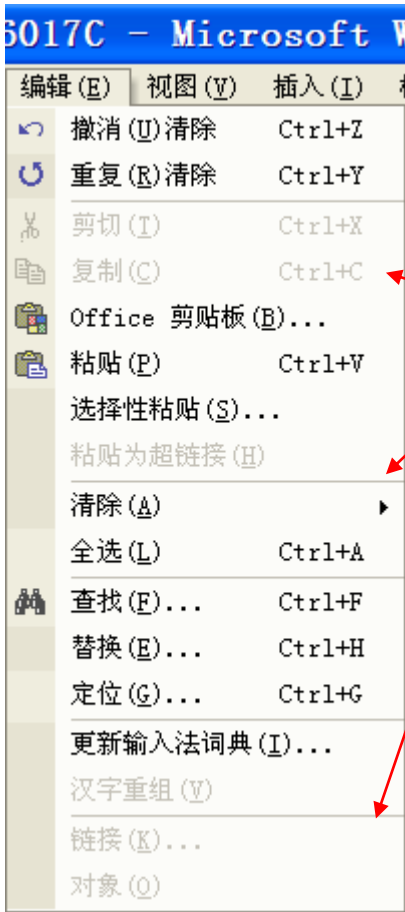 6017C - Microsoft W
编辑(E) 视图(V) 插入(I)
撤消(U)清除 Ctrl+Z
重复(R)清除 Ctrl+Y
剪切(T) Ctrl+X
复制(C) Ctrl+C
Office 剪贴板(B)...
粘贴(P) Ctrl+V
选择性粘贴(S)...
粘贴为超链接(H)
清除(A)
全选(L) Ctrl+A
查找(F)... Ctrl+F
替换(E)... Ctrl+H
定位(G)... Ctrl+G
更新输入法词典(I)...
汉字重组(V)
链接(K)...
对象(O)